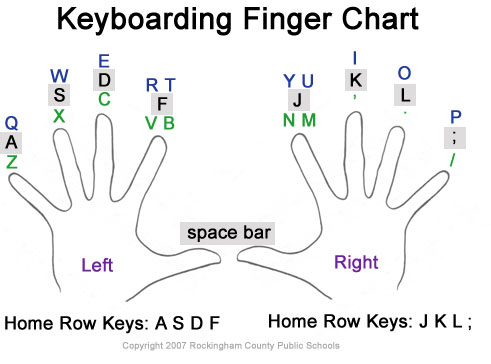 Keyboarding Finger Chart
Q
A
Z
W
S
X
E
D
C
R T
F
V B
Y U
J
N M
I
K
,
O
L
.
P
;
/
space bar
Left
Right
Home Row Keys: A S D F
Home Row Keys: J K L ;
Copyright 2007 Rockingham County Public Schools